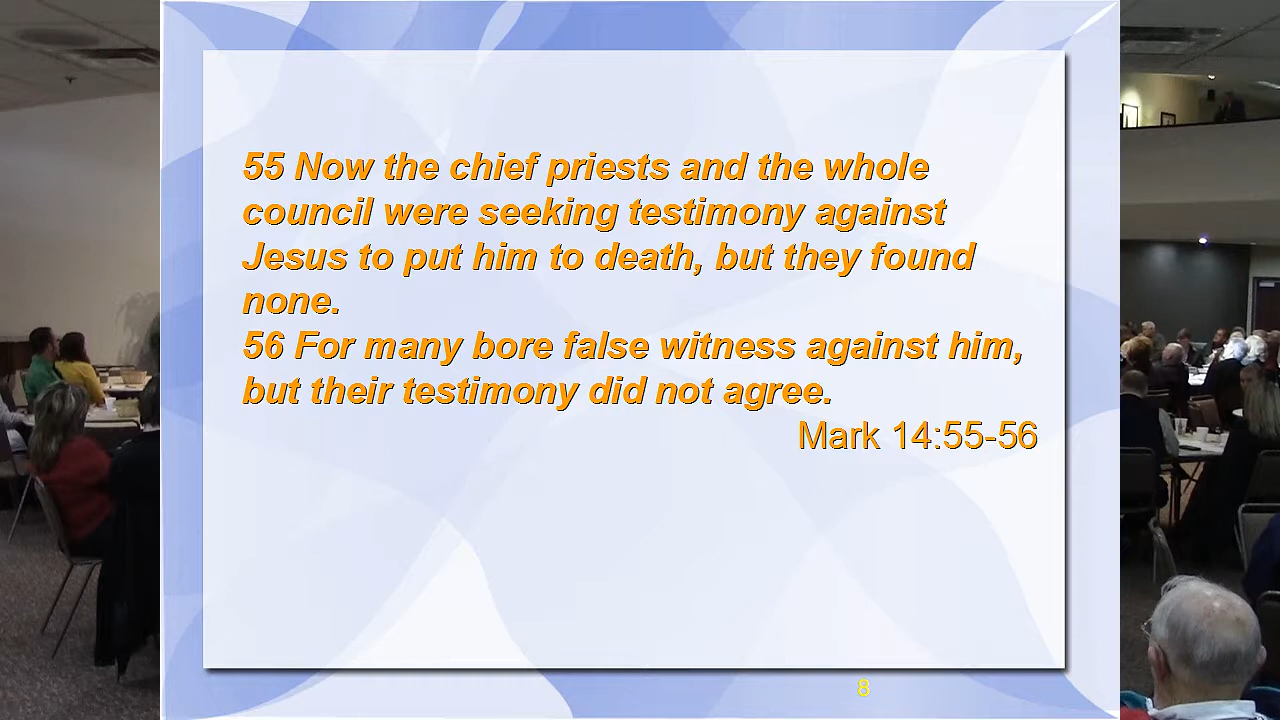 55 Now the chief priests and the whole
council were seeking testimony against
Jesus to put him to death, but they found
none.
56 For many bore false witness against him,
but their testimony did not agree.
Mark 14:55-56
8